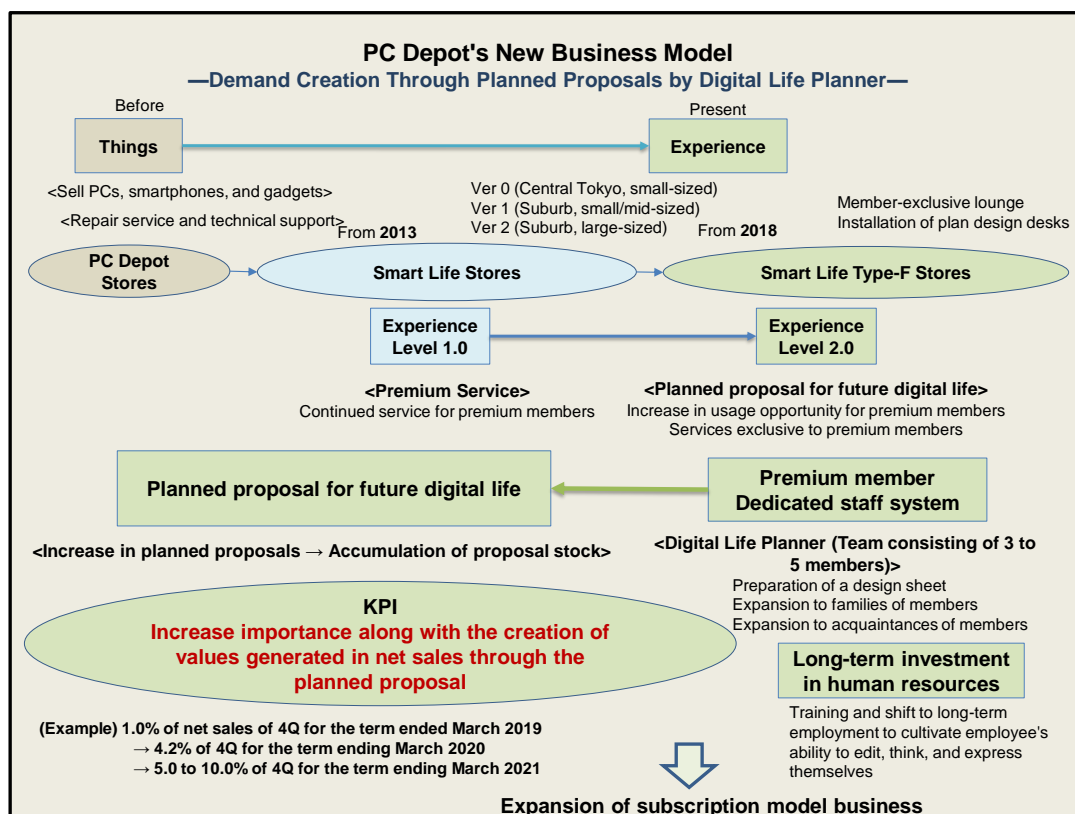 PC Depot's New Business Model
—Demand Creation Through Planned Proposals by Digital Life Planner—
Before
Present
Things
Experience
<Sell PCs, smartphones, and gadgets>
<Repair service and technical support>
Ver 0 (Central Tokyo, small-sized)
Ver 1 (Suburb, small/mid-sized)
Ver 2 (Suburb, large-sized)
Member-exclusive lounge
Installation of plan design desks
From 2013
From 2018
PC Depot
Stores
Smart Life Stores
Smart Life Type-F Stores
Experience
Level 1.0
Experience
Level 2.0
<Premium Service>
Continued service for premium members
<Planned proposal for future digital life>
Increase in usage opportunity for premium members
Services exclusive to premium members
Planned proposal for future digital life
Premium member
Dedicated staff system
<Increase in planned proposals → Accumulation of proposal stock>
<Digital Life Planner (Team consisting of 3 to
5 members)>
Preparation of a design sheet
Expansion to families of members
Expansion to acquaintances of members
KPI
Increase importance along with the creation of
values generated in net sales through the
planned proposal
Long-term investment
in human resources
Training and shift to long-term
employment to cultivate employee's
ability to edit, think, and express
themselves
(Example) 1.0% of net sales of 4Q for the term ended March 2019
→ 4.2% of 4Q for the term ending March 2020
→ 5.0 to 10.0% of 4Q for the term ending March 2021
Expansion of subscription model business